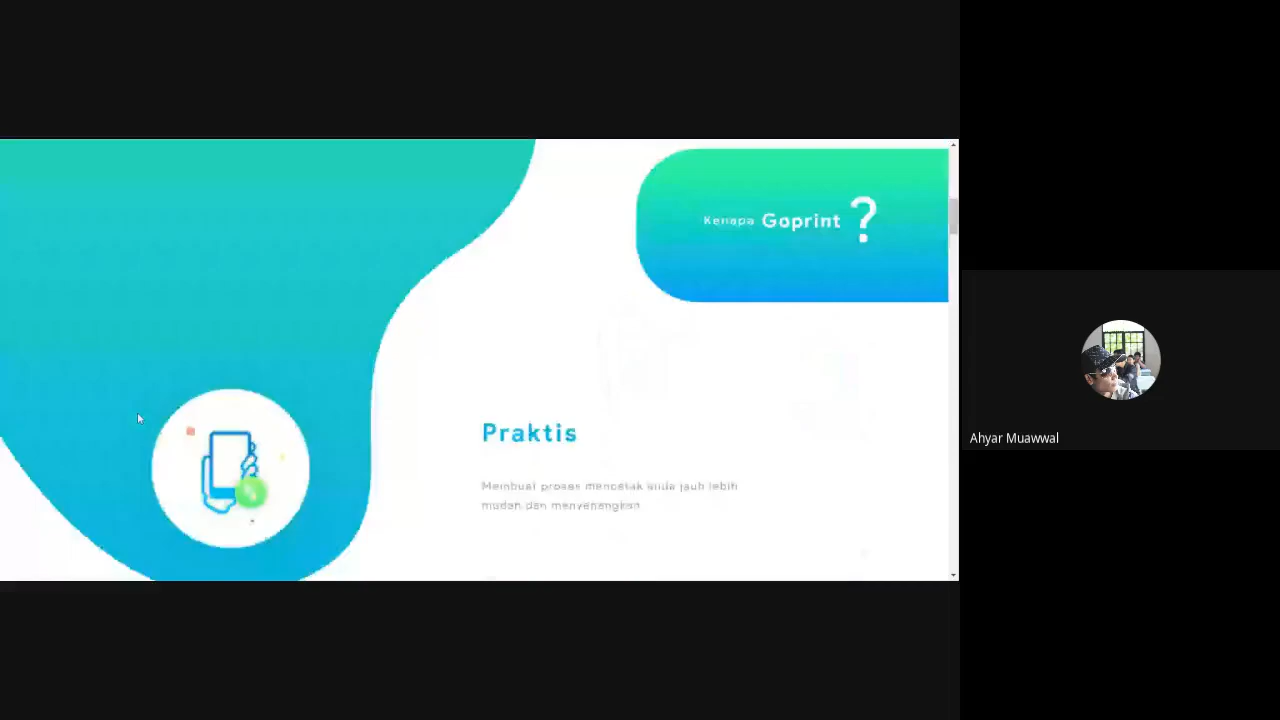 Kenapa Goprint ?
Praktis
Membuat proses mencetak anda jauh lebih
mudah dan menyenangkan
Ahyar Muawwal